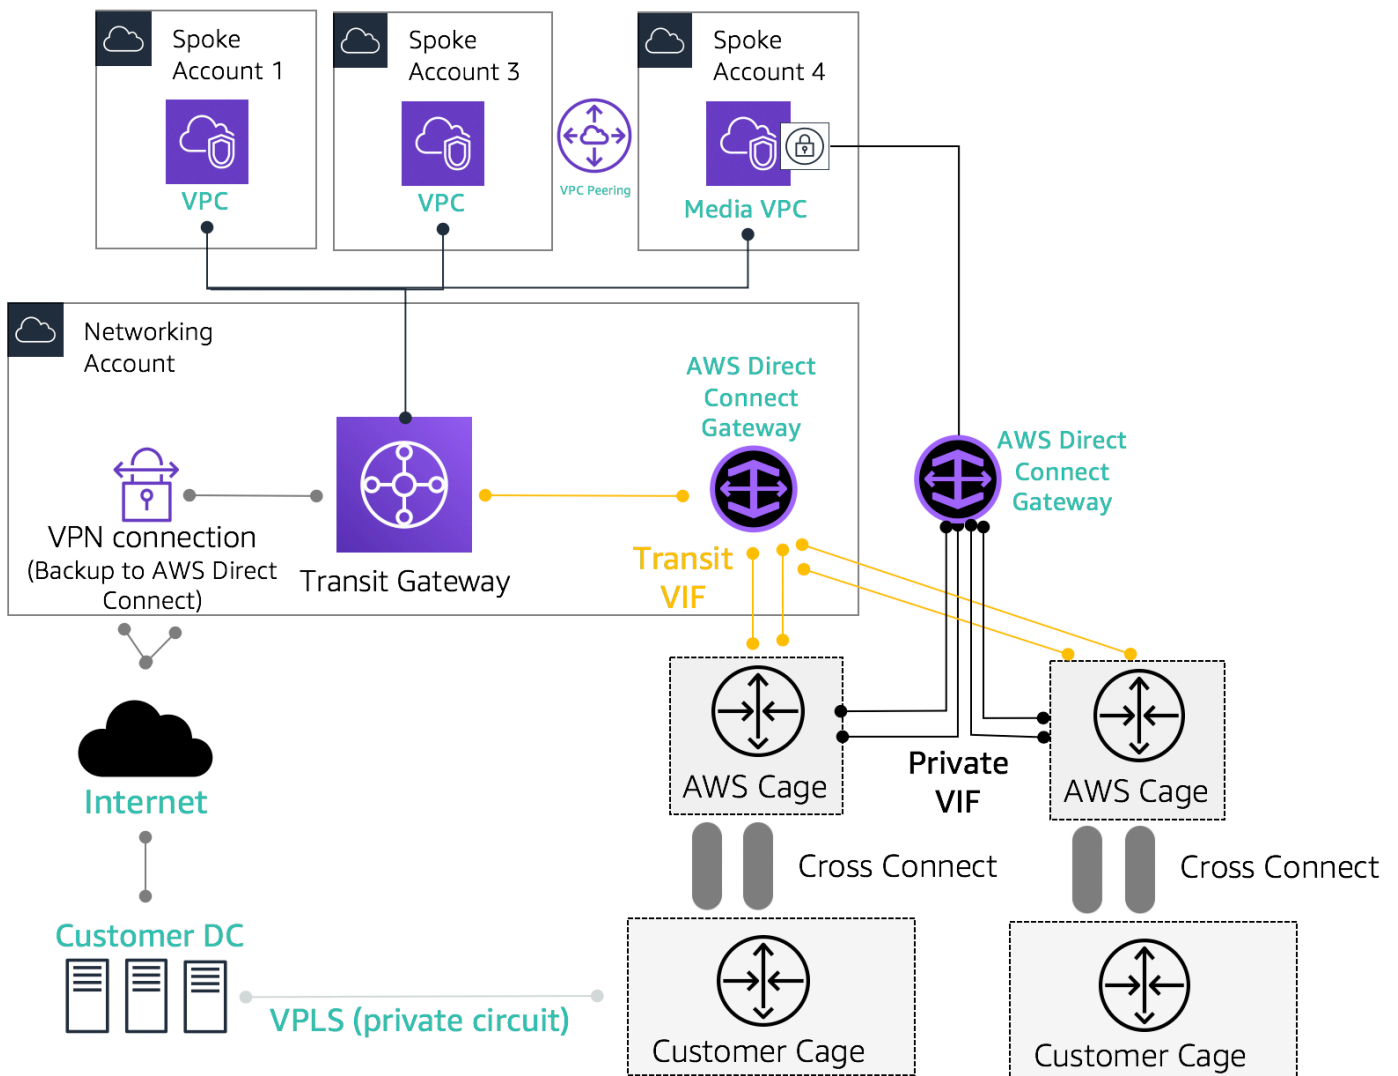 Spoke
Account 1
VPC
Spoke
Account 3
VPC
VPC Peering
Spoke
Account 4
Media VPC
Networking
Account
AWS Direct
Connect
Gateway
AWS Direct
Connect
Gateway
VPN connection
(Backup to AWS Direct
Connect)
Transit Gateway
Transit
VIF
Internet
AWS Cage
Private
VIF
AWS Cage
Cross Connect
Cross Connect
Customer DC
VPLS (private circuit)
Customer Cage
Customer Cage